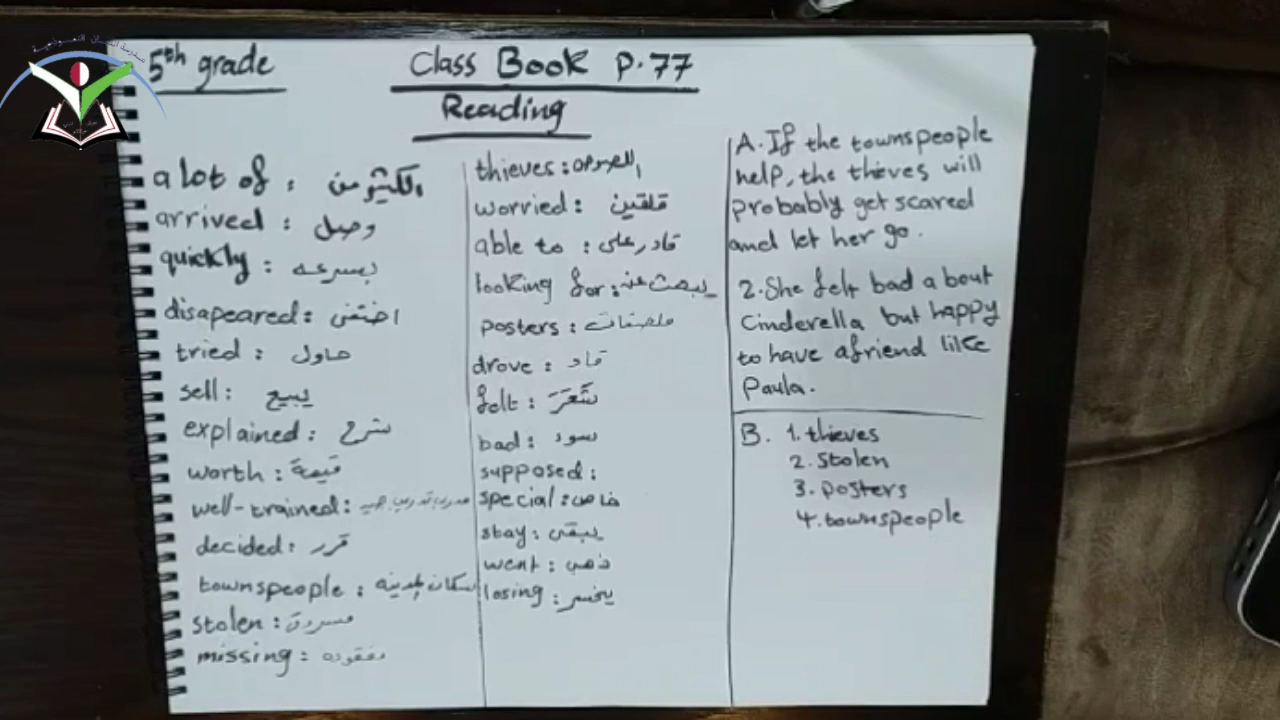 5th grade
Class Book P.77
Reading
a lot of : الكثير من
arrived : وصل
quickly : بسرعه
disapeared : اختفى
tried : حاول
sell : يبيع
explained : شرح
worth : قيمة
well-trained : مدرب تدريب جيد
decided : قرر
townspeople : سكان المدينه
stolen : مسروق
missing : مفقوده
thieves : اللصوص
worried : قلقين
able to : قادر على
looking for : يبحث عن
posters : ملصقات
drove : قاد
felt : شَعَرَ
bad : سوء
supposed :
special : خاص
stay : يبقى
went : ذهب
losing : يخسر
A. If the townspeople
help, the thieves will
probably get scared
and let her go.
2. She felt bad a bout
Cinderella but happy
to have a friend like
Paula.
B. 1. thieves
2. stolen
3. posters
4. townspeople